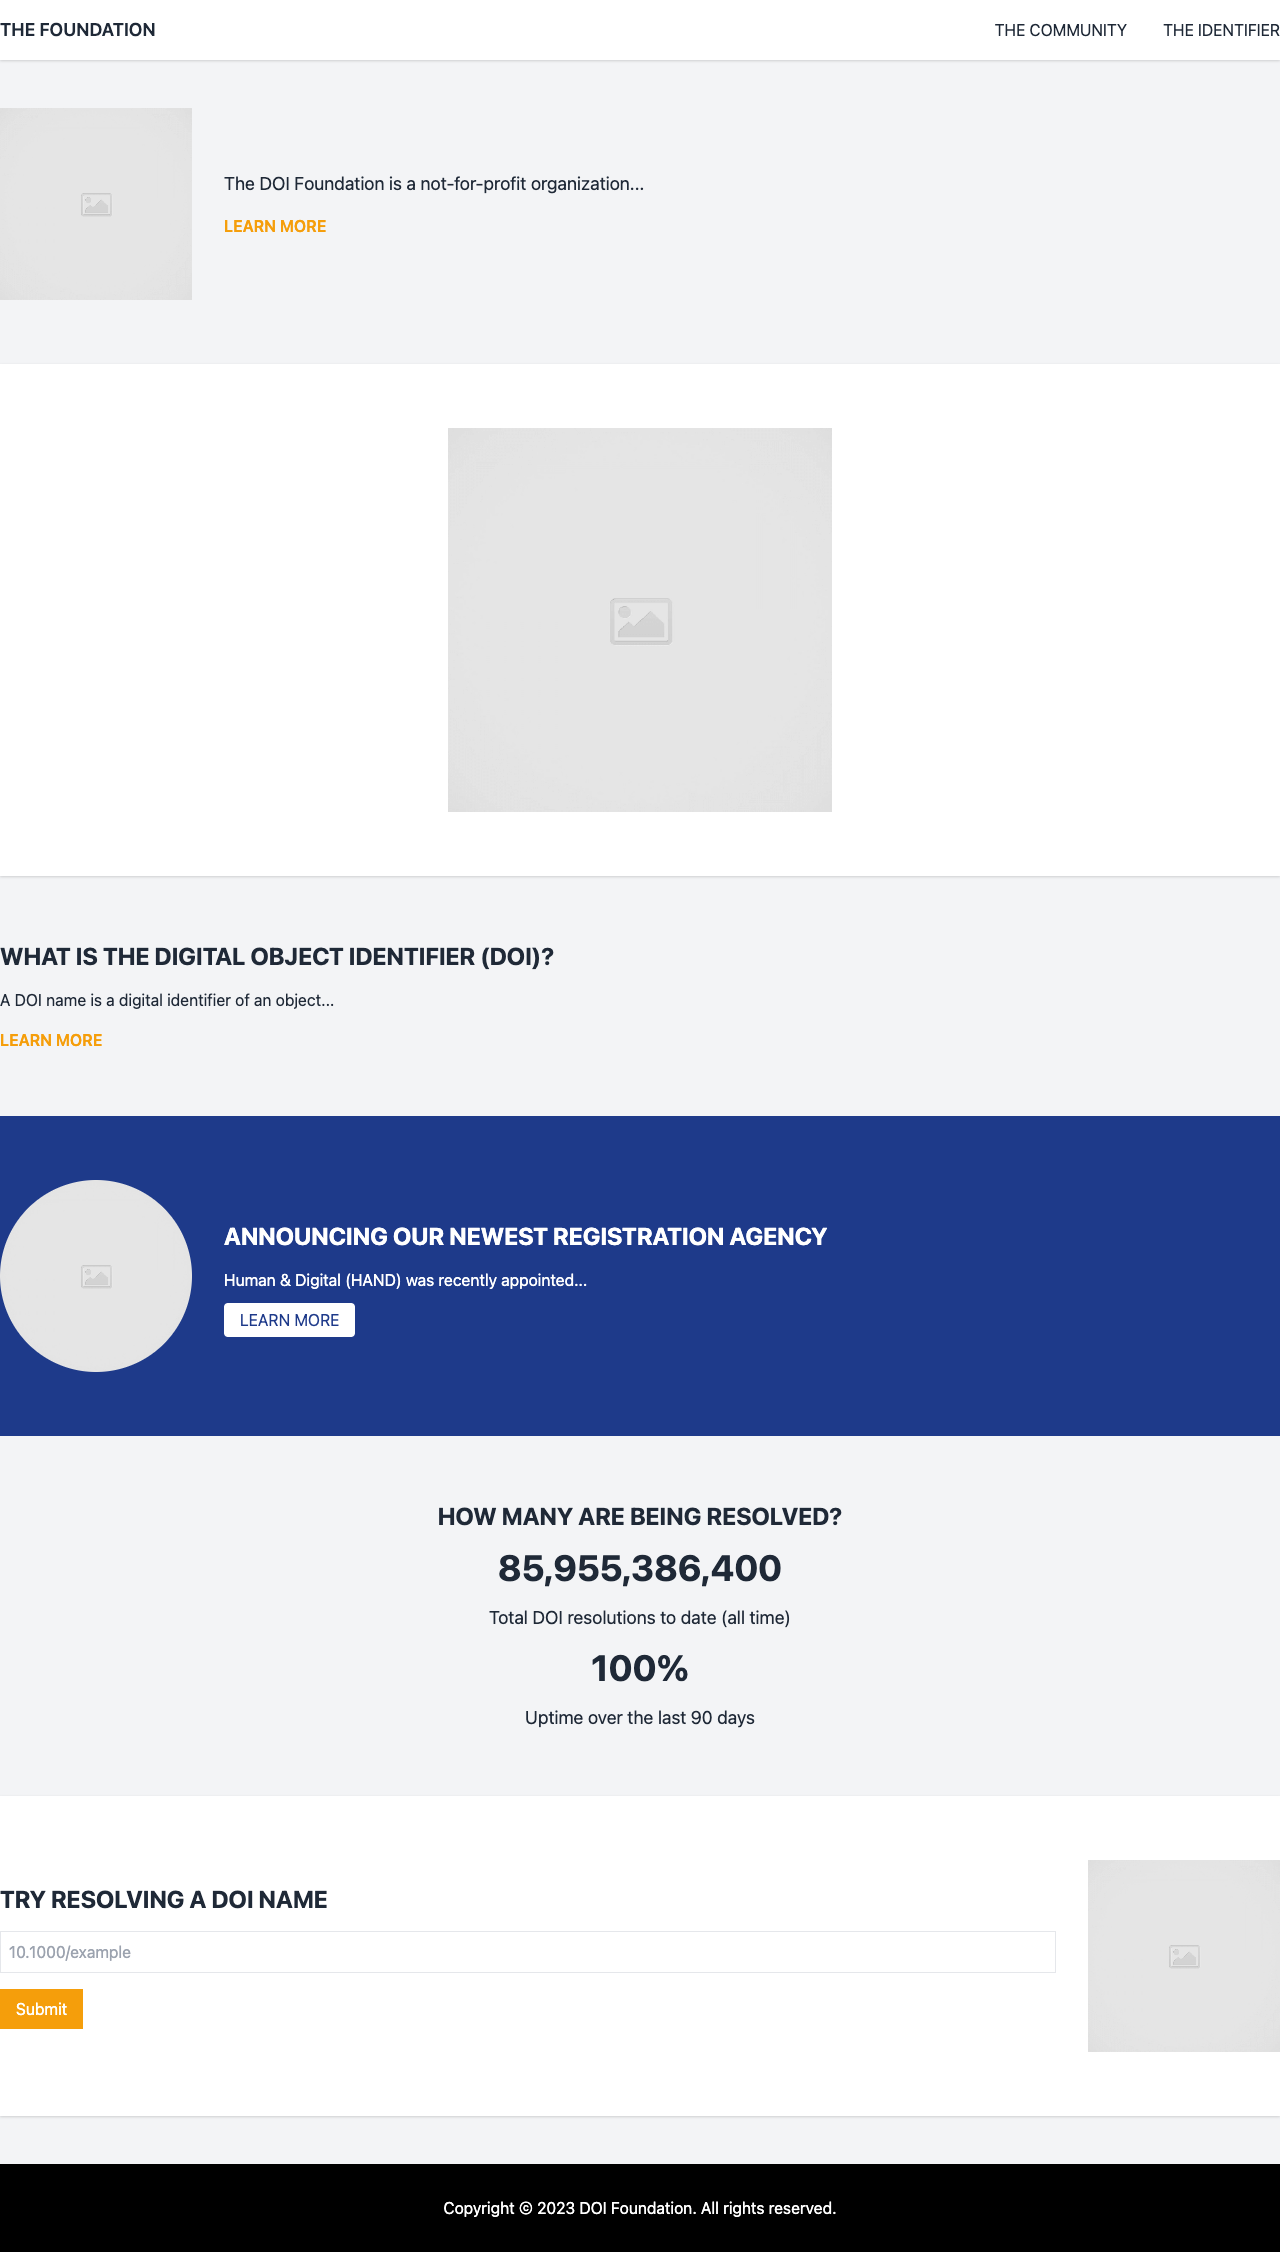 THE FOUNDATION
THE COMMUNITY
THE IDENTIFIER
The DOI Foundation is a not-for-profit organization...
LEARN MORE
WHAT IS THE DIGITAL OBJECT IDENTIFIER (DOI)?
A DOI name is a digital identifier of an object...
LEARN MORE
ANNOUNCING OUR NEWEST REGISTRATION AGENCY
Human & Digital (HAND) was recently appointed...
LEARN MORE
HOW MANY ARE BEING RESOLVED?
85,955,386,400
Total DOI resolutions to date (all time)
100%
Uptime over the last 90 days
TRY RESOLVING A DOI NAME
10.1000/example
Submit
Copyright © 2023 DOI Foundation. All rights reserved.